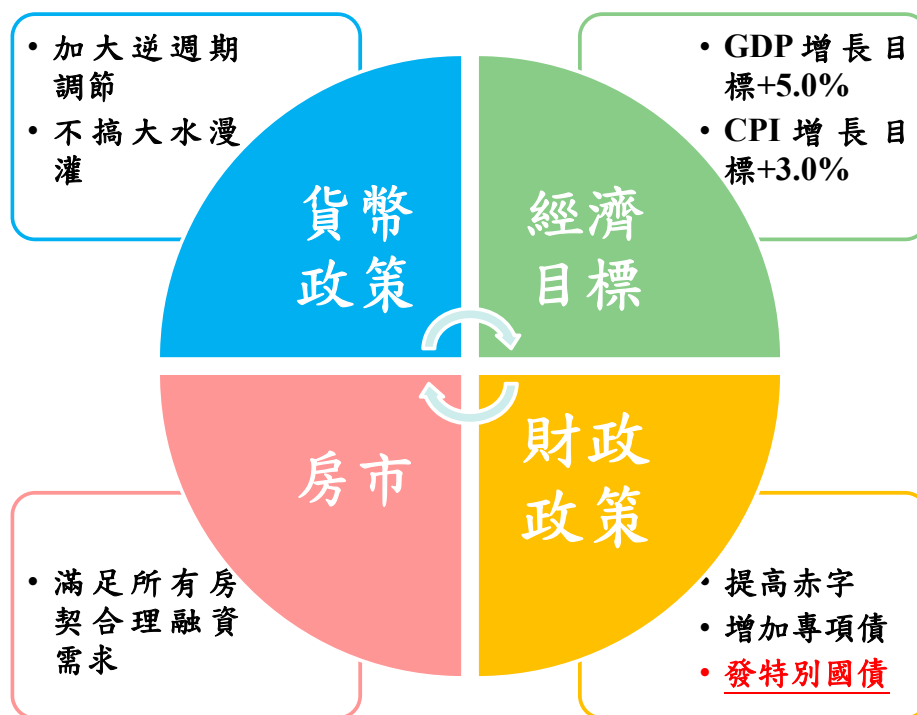 • 加大逆週期
調節
• 不搞大水漫
灌
• GDP 增長目
標+5.0%
• CPI 增長目
標+3.0%
貨幣
政策
經濟
目標
房市
財政
政策
• 滿足所有房
契合理融資
需求
• 提高赤字
• 增加專項債
• 發特別國債